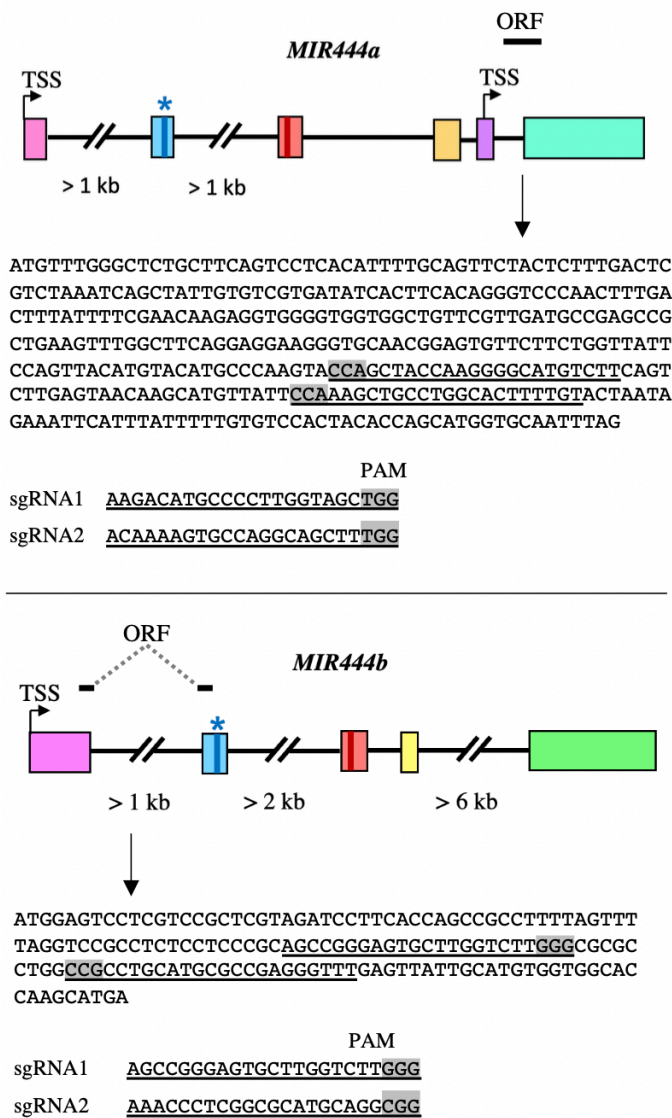 ORF
MIR444a
TSS
TSS
*
> 1 kb
> 1 kb
ATGTTTGGGCTCTGCTTCAGTCCTCACATTTTGCAGTTCTACTCTTTGACTC
GTCTAAATCAGCTATTGTGTCGTGATATCACTTCACAGGGTCCCAACTTTGA
CTTTATTTTCGAACAAGAGGTGGGGTGGTGGCTGTTCGTTGATGCCGAGCCG
CTGAAGTTTGGCTTCAGGAGGAAGGGTGCAACGGAGTGTTCTTCTGGTTATT
CCAGTTACATGTACATGCCCAAGTACCAGCTACCAAGGGGCATGTCTTCAGT
CTTGAGTAACAAGCATGTTATTCCAAAGCTGCCTGGCACTTTTGTACTAATA
GAAATTCATTTATTTTTGTGTCCACTACACCAGCATGGTGCAATTTAG
PAM
sgRNA1 AAGACATGCCCCTTGGTAGCTGG
sgRNA2 ACAAAAGTGCCAGGCAGCTTTGG
ORF
MIR444b
TSS
*
> 1 kb
> 2 kb
> 6 kb
ATGGAGTCCTCGTCCGCTCGTAGATCCTTCACCAGCCGCCTTTTAGTTT
TAGGTCCGCCTCTCCTCCCGCAGCCGGGAGTGCTTGGTCTTGGGCGCGC
CTGGCCGCCTGCATGCGCCGAGGGTTTGAGTTATTGCATGTGGTGGCAC
CAAGCATGA
PAM
sgRNA1 AGCCGGGAGTGCTTGGTCTTGGG
sgRNA2 AAACCCTCGGCGCATGCAGGCGG